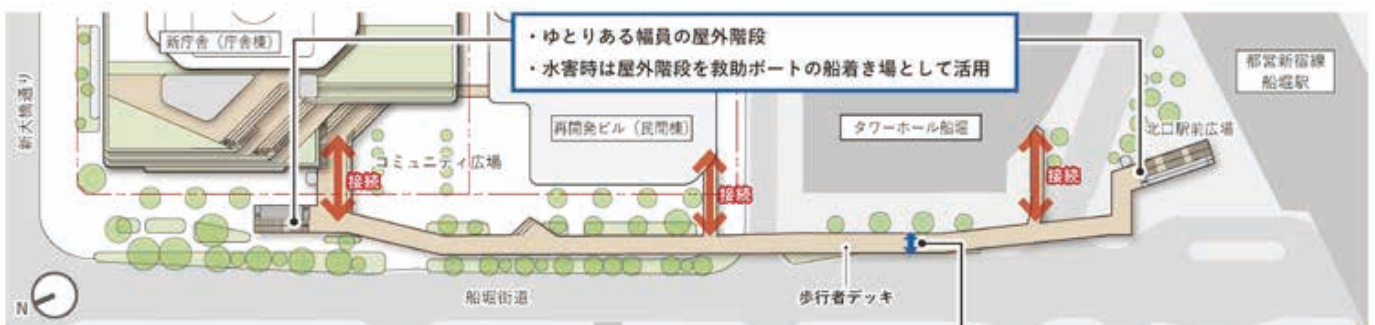 ・ゆとりある幅員の屋外階段
・水害時は屋外階段を救助ボートの船着き場として活用
新庁舎（庁舎棟）
新大橋通り
都営新宿線
船堀駅
再開発ビル（民間棟）
タワーホール船堀
北口駅前広場
コミュニティ広場
接続
接続
接続
船堀街道
歩行者デッキ
N